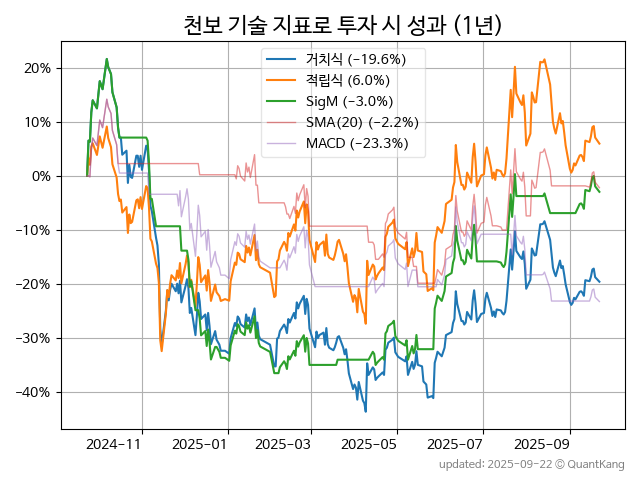 천보 기술 지표로 투자 시 성과 (1년)
거치식 (−19.6%)
적립식 (6.0%)
SigM (−3.0%)
SMA(20) (−2.2%)
MACD (−23.3%)
20%
10%
0%
−10%
−20%
−30%
−40%
2024-11
2025-01
2025-03
2025-05
2025-07
2025-09
updated: 2025-09-22 © QuantKang